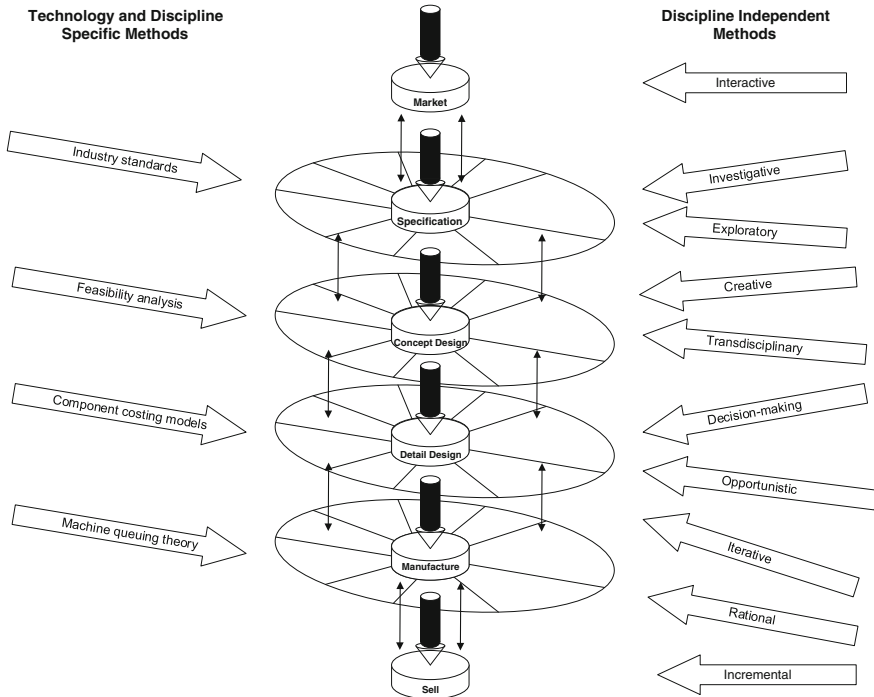 Technology and Discipline
Specific Methods
Discipline Independent
Methods
Market
Interactive
Industry standards
Investigative
Specification
Exploratory
Feasibility analysis
Creative
Concept Design
Transdisciplinary
Component costing models
Decision-making
Detail Design
Opportunistic
Machine queuing theory
Iterative
Manufacture
Rational
Sell
Incremental